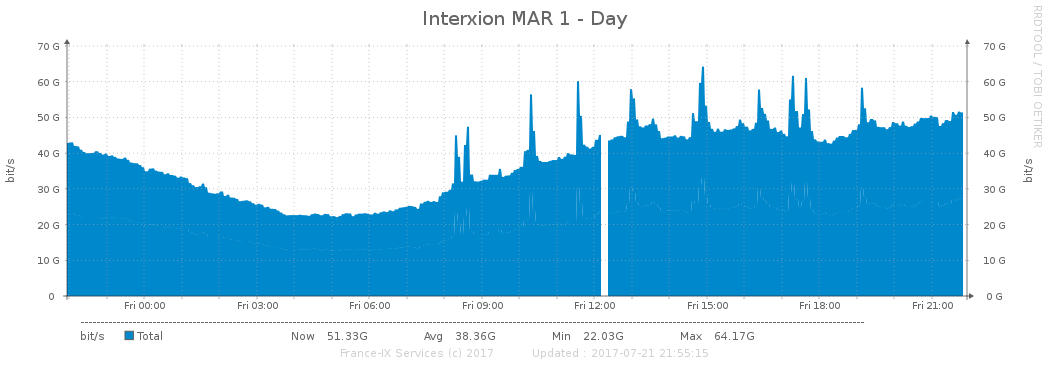 Interxion MAR 1 - Day
RRDTOOL / TOBI OETIKER
bit/s
70 G 70 G
60 G 60 G
50 G 50 G
40 G 40 G
30 G 30 G
20 G 20 G
10 G 10 G
0 0 G
bit/s
Fri 00:00 Fri 03:00 Fri 06:00 Fri 09:00 Fri 12:00 Fri 15:00 Fri 18:00 Fri 21:00
bit/s Total Now 51.33G Avg 38.36G Min 22.03G Max 64.17G
France-IX Services (c) 2017 Updated : 2017-07-21 21:55:15